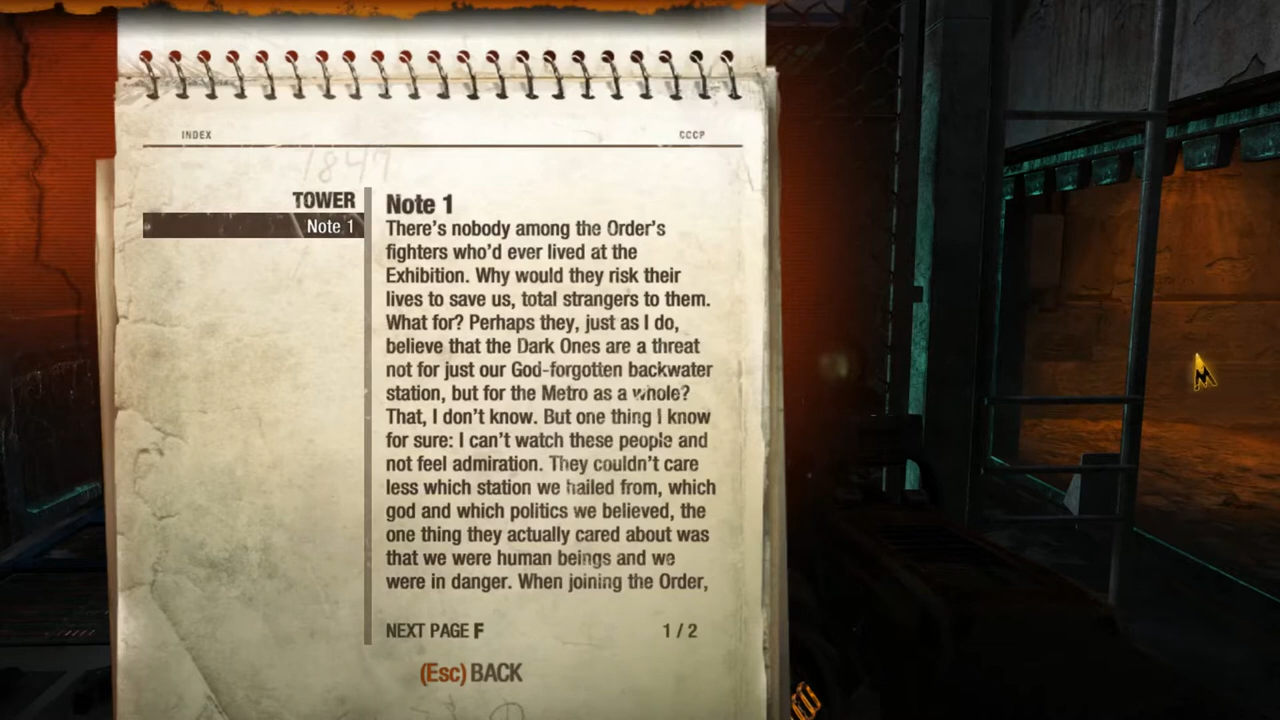 INDEX
CCCP
1847
TOWER
Note 1
Note 1
There's nobody among the Order's
fighters who'd ever lived at the
Exhibition. Why would they risk their
lives to save us, total strangers to them.
What for? Perhaps they, just as I do,
believe that the Dark Ones are a threat
not for just our God-forgotten backwater
station, but for the Metro as a whole?
That, I don't know. But one thing I know
for sure: I can't watch these people and
not feel admiration. They couldn't care
less which station we hailed from, which
god and which politics we believed, the
one thing they actually cared about was
that we were human beings and we
were in danger. When joining the Order,
NEXT PAGE F
1 / 2
(Esc) BACK